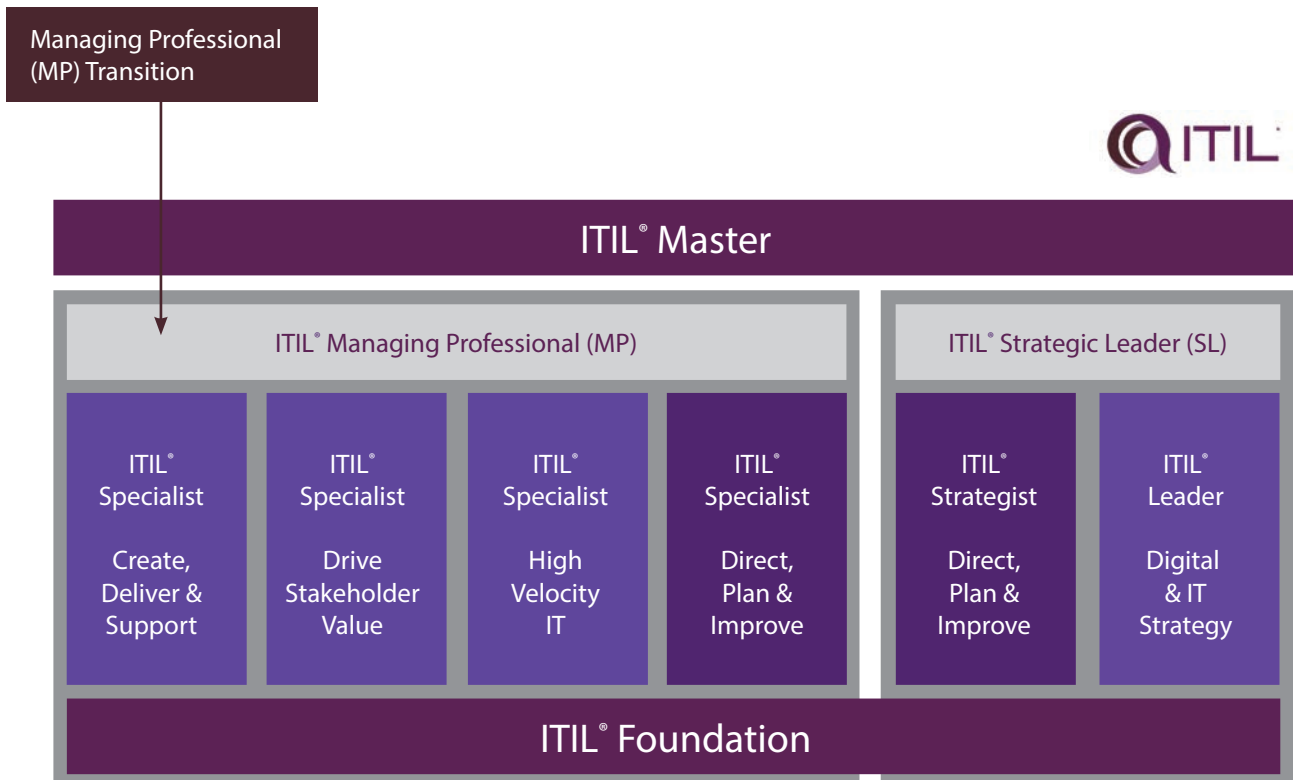 Managing Professional
(MP) Transition
ITIL
ITIL® Master
ITIL® Managing Professional (MP)
ITIL® Strategic Leader (SL)
ITIL®
Specialist
Create,
Deliver &
Support
ITIL®
Specialist
Drive
Stakeholder
Value
ITIL®
Specialist
High
Velocity
IT
ITIL®
Specialist
Direct,
Plan &
Improve
ITIL®
Strategist
Direct,
Plan &
Improve
ITIL®
Leader
Digital
& IT
Strategy
ITIL® Foundation